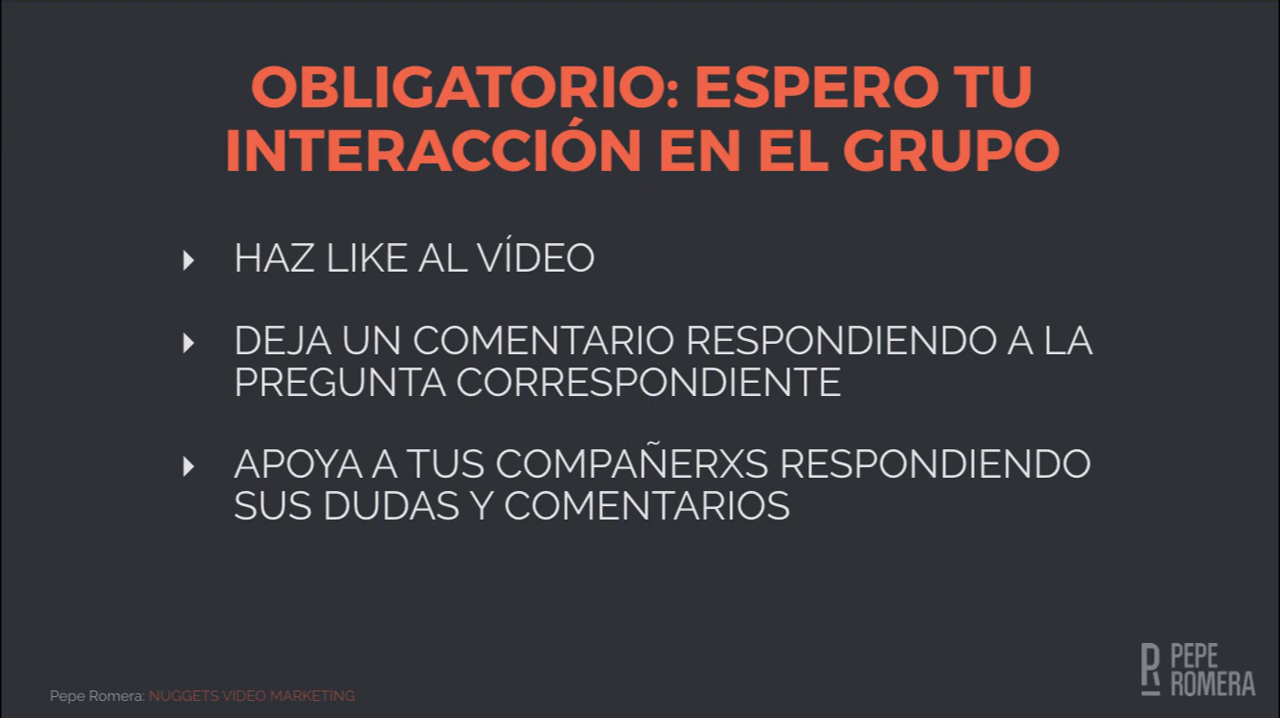 OBLIGATORIO: ESPERO TU
INTERACCIÓN EN EL GRUPO
HAZ LIKE AL VÍDEO
DEJA UN COMENTARIO RESPONDIENDO A LA
PREGUNTA CORRESPONDIENTE
APOYA A TUS COMPAÑERXS RESPONDIENDO
SUS DUDAS Y COMENTARIOS
Pepe Romera: NUGGETS VIDEO MARKETING
PEPE
ROMERA